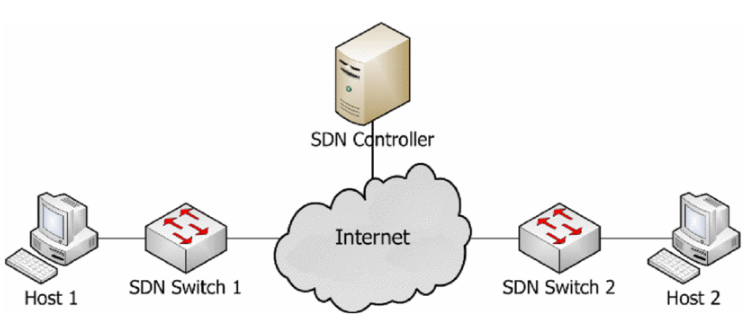 SDN Controller
Internet
SDN Switch 1
SDN Switch 2
Host 1
Host 2